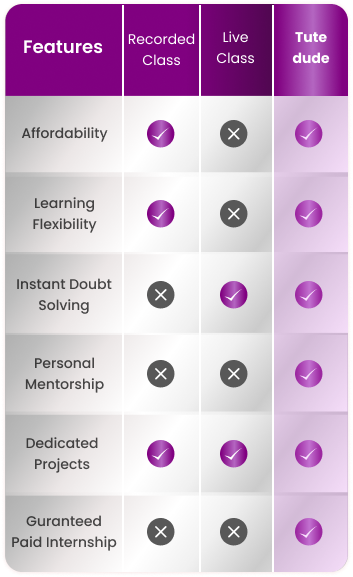 Features
Recorded
Class
Live
Class
Tute
dude
Affordability
Learning
Flexibility
Instant Doubt
Solving
Personal
Mentorship
Dedicated
Projects
Guranteed
Paid Internship